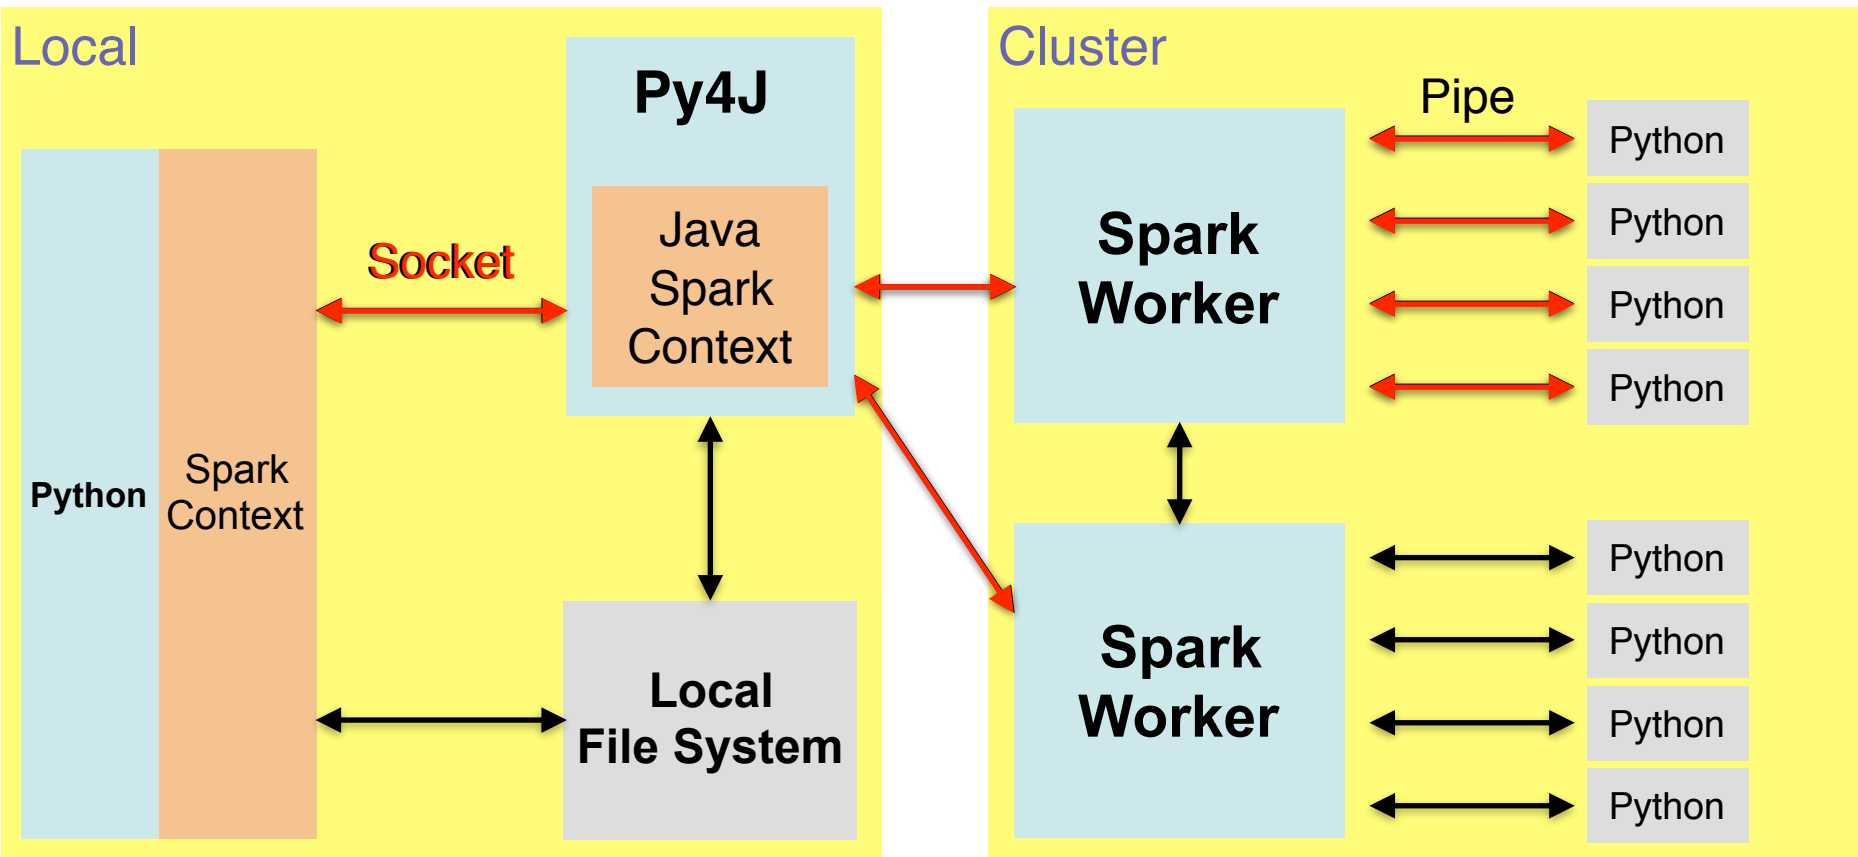 Local
Python
Spark
Context
Socket
Py4J
Java
Spark
Context
Local
File System
Cluster
Spark
Worker
Pipe
Python
Python
Python
Python
Spark
Worker
Python
Python
Python
Python